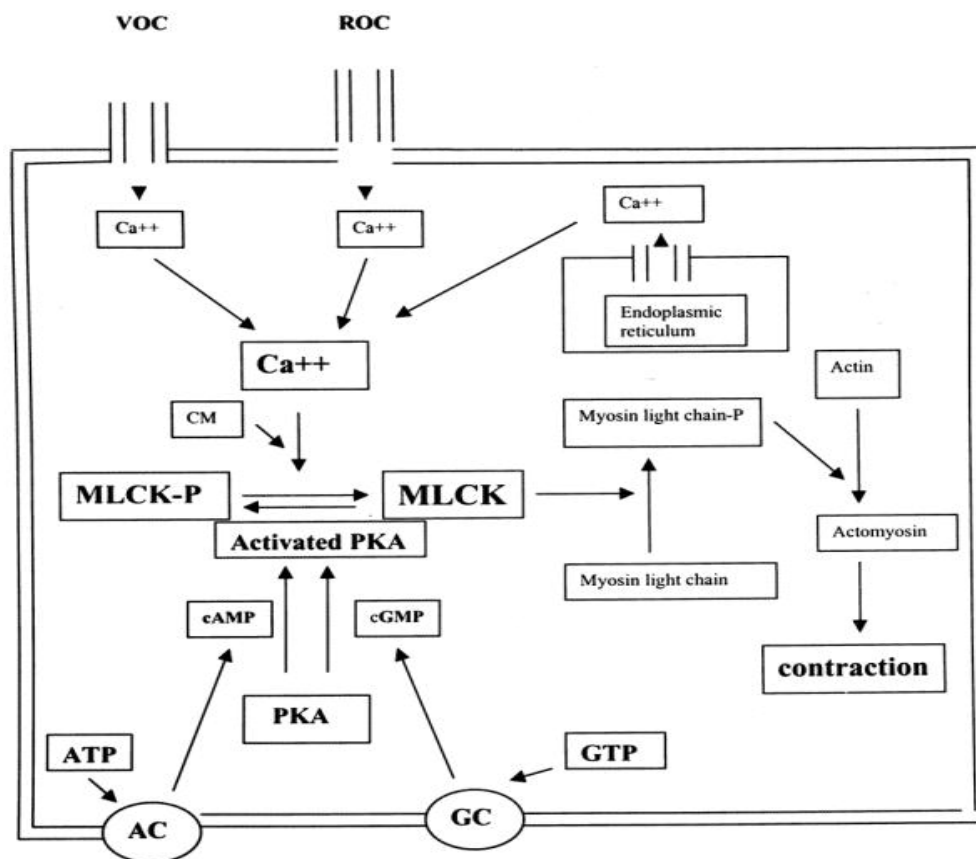 VOC
ROC
Ca++
Ca++
Ca++
Endoplasmic
reticulum
Ca++
Actin
CM
Myosin light chain-P
MLCK-P
MLCK
Activated PKA
Actomyosin
Myosin light chain
cAMP
cGMP
contraction
PKA
ATP
GTP
AC
GC